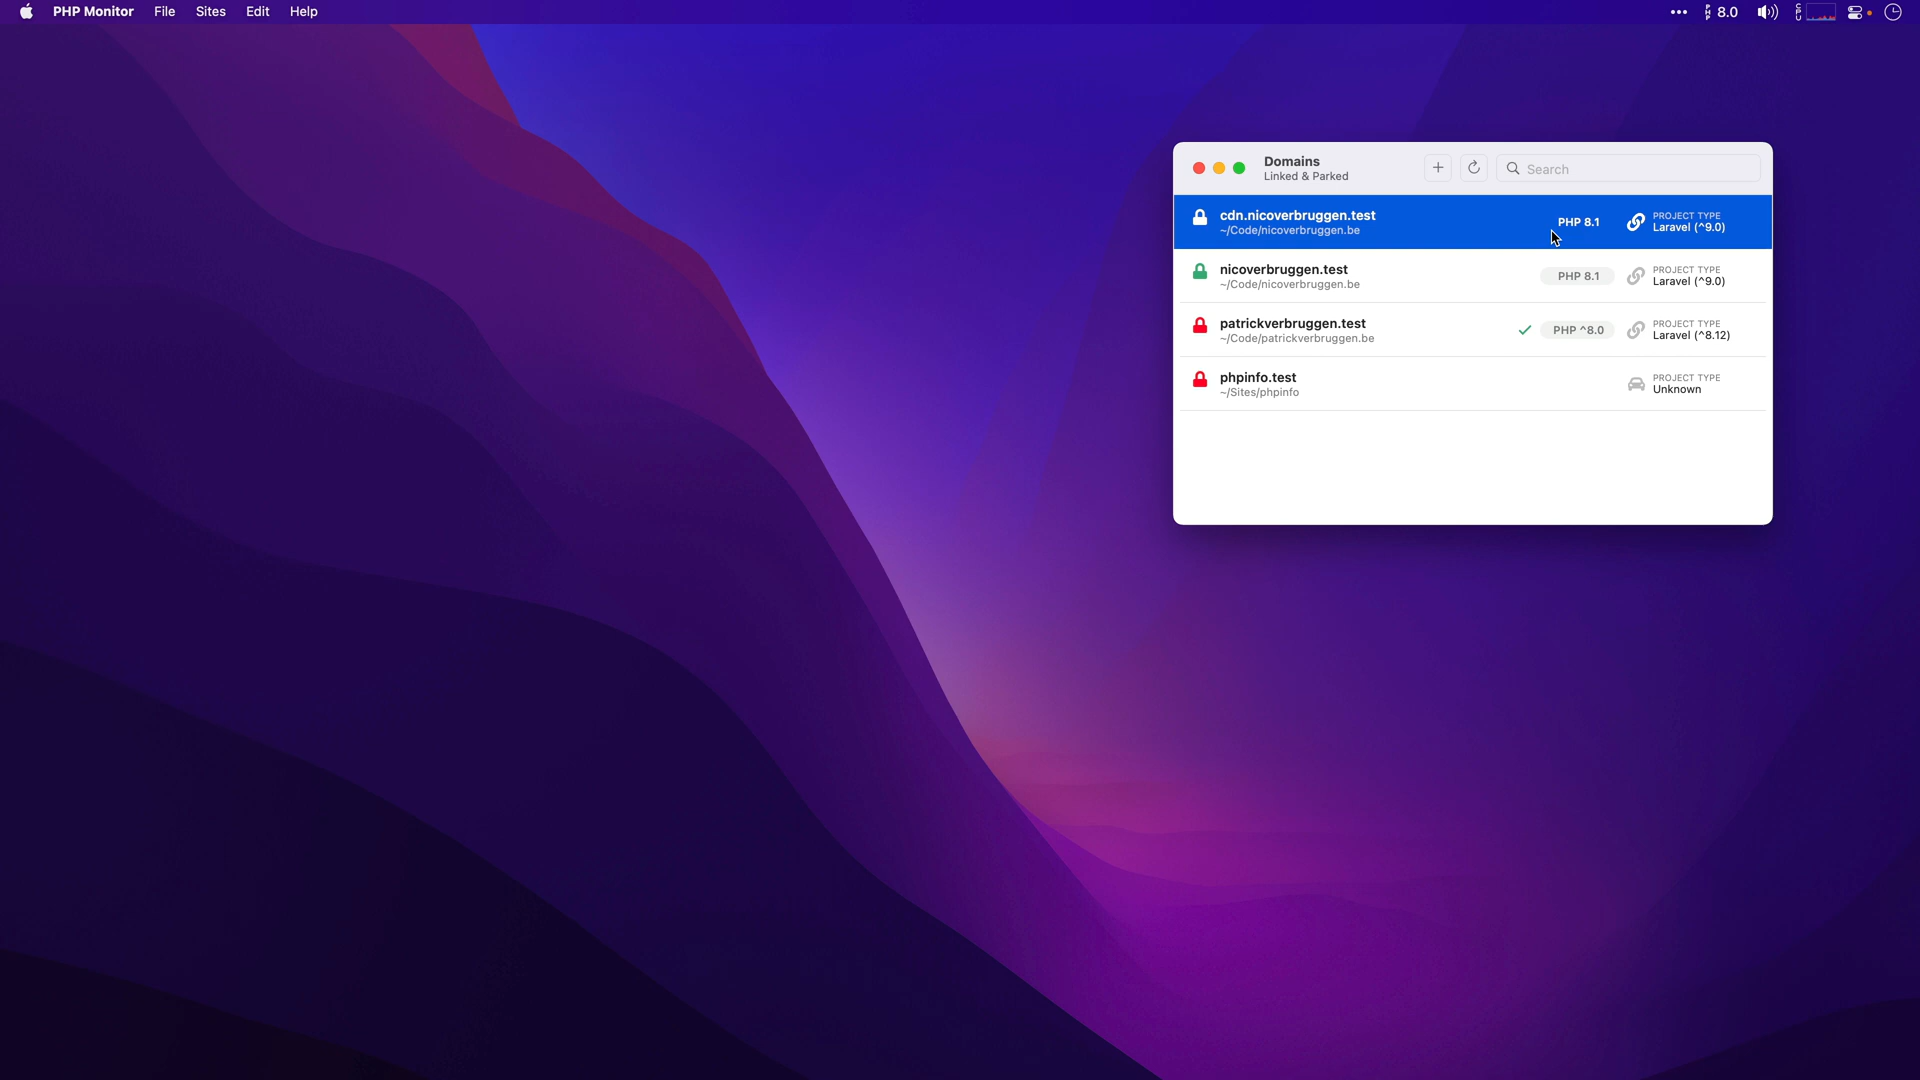 PHP Monitor File Sites Edit Help
PHP 8.0 CPU
Domains
Linked & Parked
Search
cdn.nicoverbruggen.test
~/Code/nicoverbruggen.be
PHP 8.1
PROJECT TYPE
Laravel (^9.0)
nicoverbruggen.test
~/Code/nicoverbruggen.be
PHP 8.1
PROJECT TYPE
Laravel (^9.0)
patrickverbruggen.test
~/Code/patrickverbruggen.be
PHP ^8.0
PROJECT TYPE
Laravel (^8.12)
phpinfo.test
~/Sites/phpinfo
PROJECT TYPE
Unknown